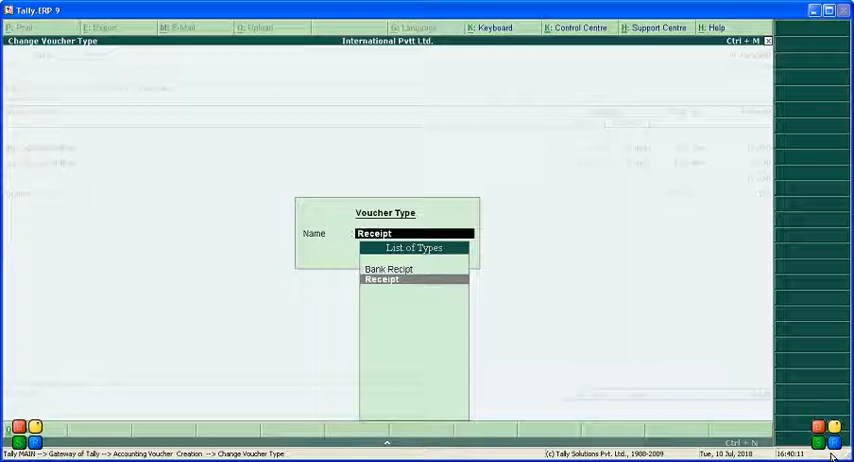 Tally.ERP 9
P: Print E: Export M: E-Mail O: Upload G: Language K: Keyboard K: Control Centre H: Support Centre H: Help
Change Voucher Type International Pvtt Ltd. Ctrl + M
Voucher Type
Name Receipt
List of Types
Bank Recipt
Receipt
Ctrl + N
Tally MAIN --> Gateway of Tally --> Accounting Voucher Creation --> Change Voucher Type (c) Tally Solutions Pvt. Ltd., 1988-2009 Tue, 10 Jul, 2018 16:40:11